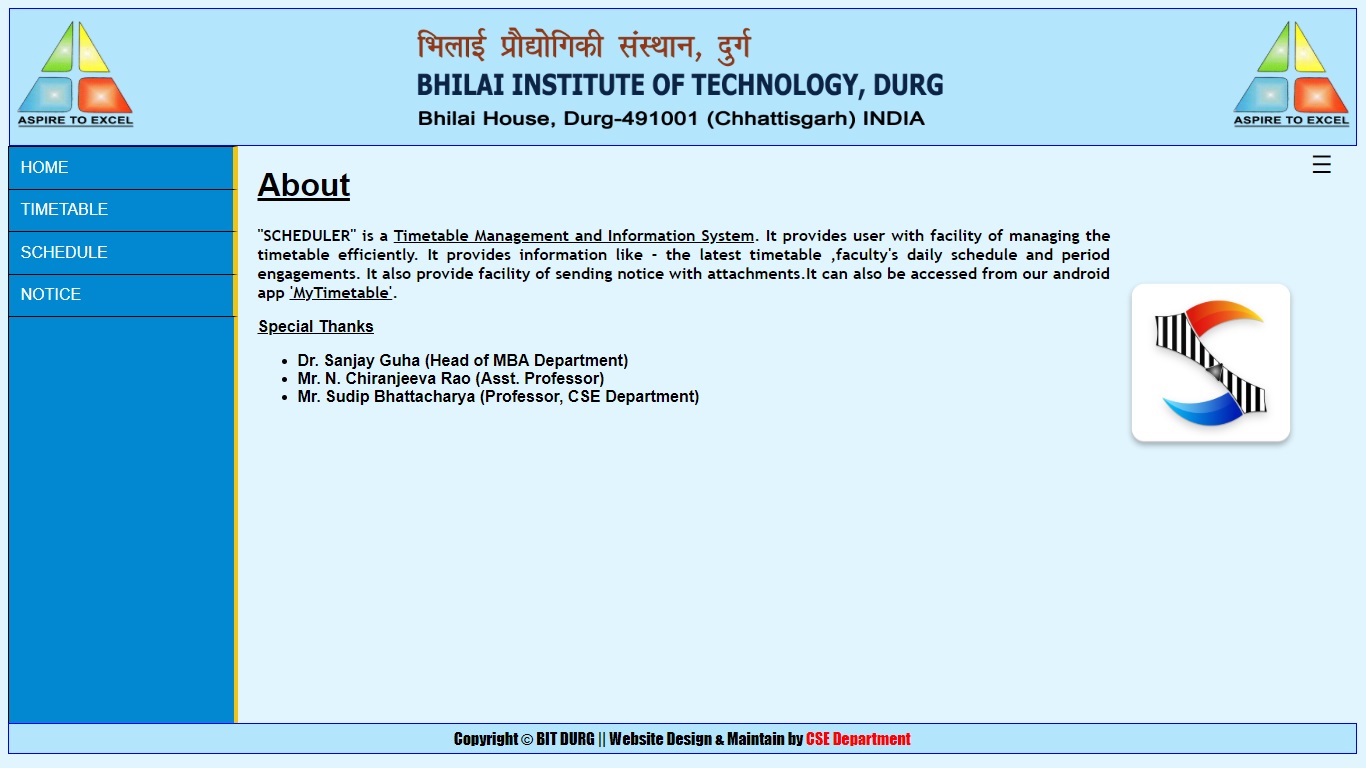 भिलाई प्रौद्योगिकी संस्थान, दुर्ग
BHILAI INSTITUTE OF TECHNOLOGY, DURG
Bhilai House, Durg-491001 (Chhattisgarh) INDIA
ASPIRE TO EXCEL
ASPIRE TO EXCEL
HOME
TIMETABLE
SCHEDULE
NOTICE
About
"SCHEDULER" is a Timetable Management and Information System. It provides user with facility of managing the
timetable efficiently. It provides information like - the latest timetable ,faculty's daily schedule and period
engagements. It also provide facility of sending notice with attachments.It can also be accessed from our android
app 'MyTimetable'.
Special Thanks
• Dr. Sanjay Guha (Head of MBA Department)
• Mr. N. Chiranjeeva Rao (Asst. Professor)
• Mr. Sudip Bhattacharya (Professor, CSE Department)
Copyright © BIT DURG || Website Design & Maintain by CSE Department